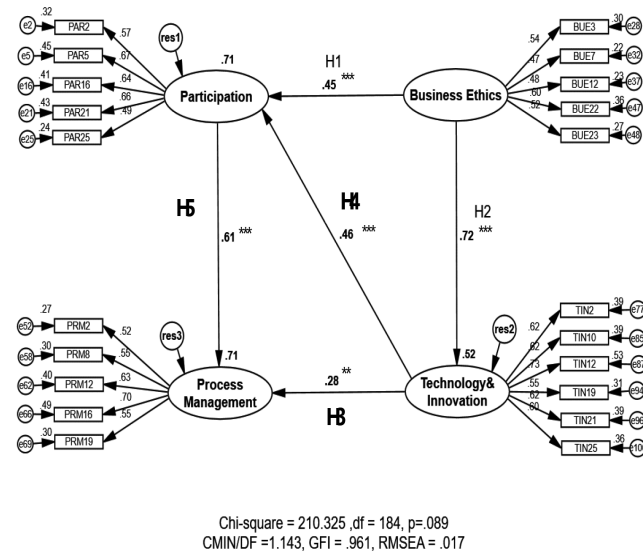 .32
e2 PAR2 .57
.45
e5 PAR5 .67
.41
e16 PAR16 .64
.43
e21 PAR21 .66
.24
e25 PAR25 .49
res1
.71
Participation
H1
.45 ***
Business Ethics
.30
.54 BUE3 e28
.22
.47 BUE7 e32
.23
.48 BUE12 e37
.36
.60 BUE22 e47
.27
.52 BUE23 e48
H5
.61 ***
H4
.46 ***
H2
.72 ***
.27
e52 PRM2 .52
.30
e58 PRM8 .55
.40
e62 PRM12 .63
.49
e66 PRM16 .70
.30
e69 PRM19 .55
res3
.71
Process
Management
.28 **
H3
res2
.52
Technology&
Innovation
.39
.62 TIN2 e77
.39
.62 TIN10 e85
.53
.73 TIN12 e87
.31
.55 TIN19 e94
.39
.62 TIN21 e96
.36
.60 TIN25 e100
Chi-square = 210.325 ,df = 184, p=.089
CMIN/DF =1.143, GFI = .961, RMSEA = .017